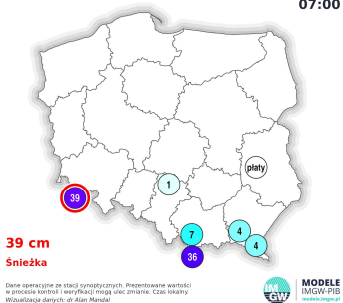 07:00
płaty
1
39
4
7
4
36
39 cm
Śnieżka
Dane operacyjne ze stacji synoptycznych. Prezentowane wartości
w procesie kontroli i weryfikacji mogą ulec zmianie. Czas lokalny.
Wizualizacja danych: dr Alan Mandal
IM
GW
MODELE
IMGW-PIB
modele.imgw.pl